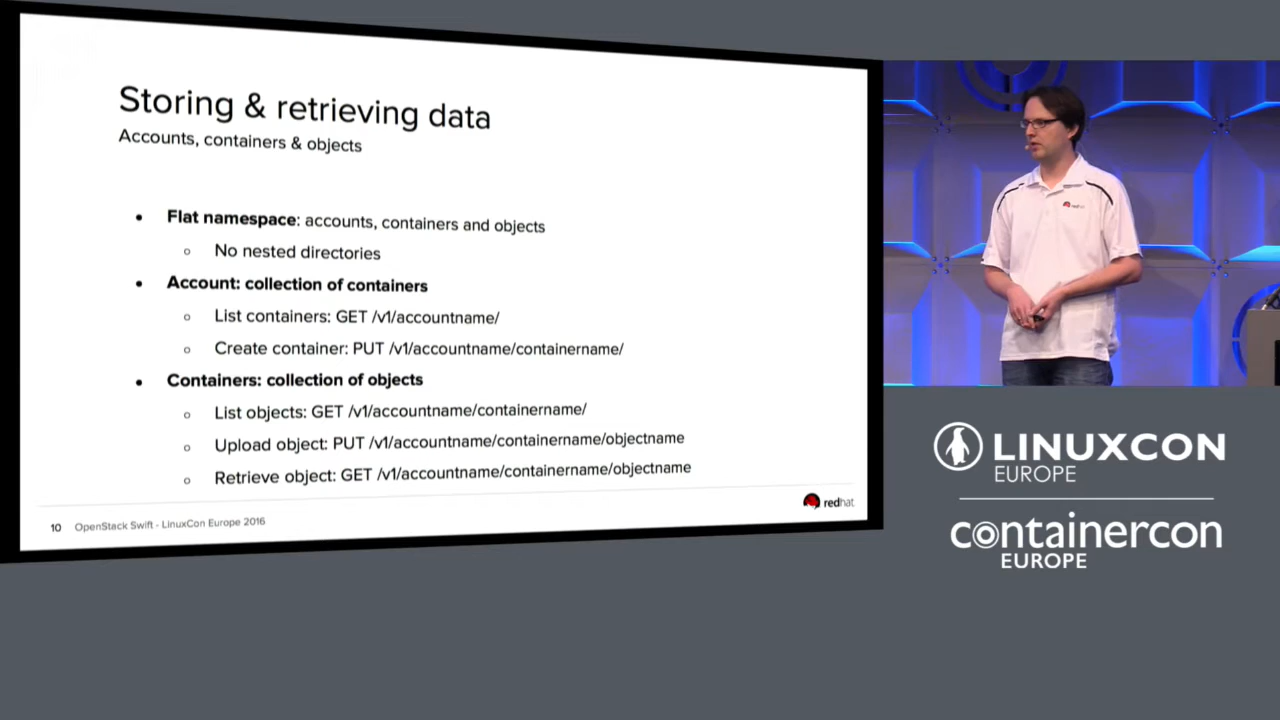 Storing & retrieving data
Accounts, containers & objects
• Flat namespace: accounts, containers and objects
○ No nested directories
• Account: collection of containers
○ List containers: GET /v1/accountname/
○ Create container: PUT /v1/accountname/containername/
• Containers: collection of objects
○ List objects: GET /v1/accountname/containername/
○ Upload object: PUT /v1/accountname/containername/objectname
○ Retrieve object: GET /v1/accountname/containername/objectname
10 OpenStack Swift - LinuxCon Europe 2016
redhat
redhat
LINUXCON
EUROPE
containercon
EUROPE